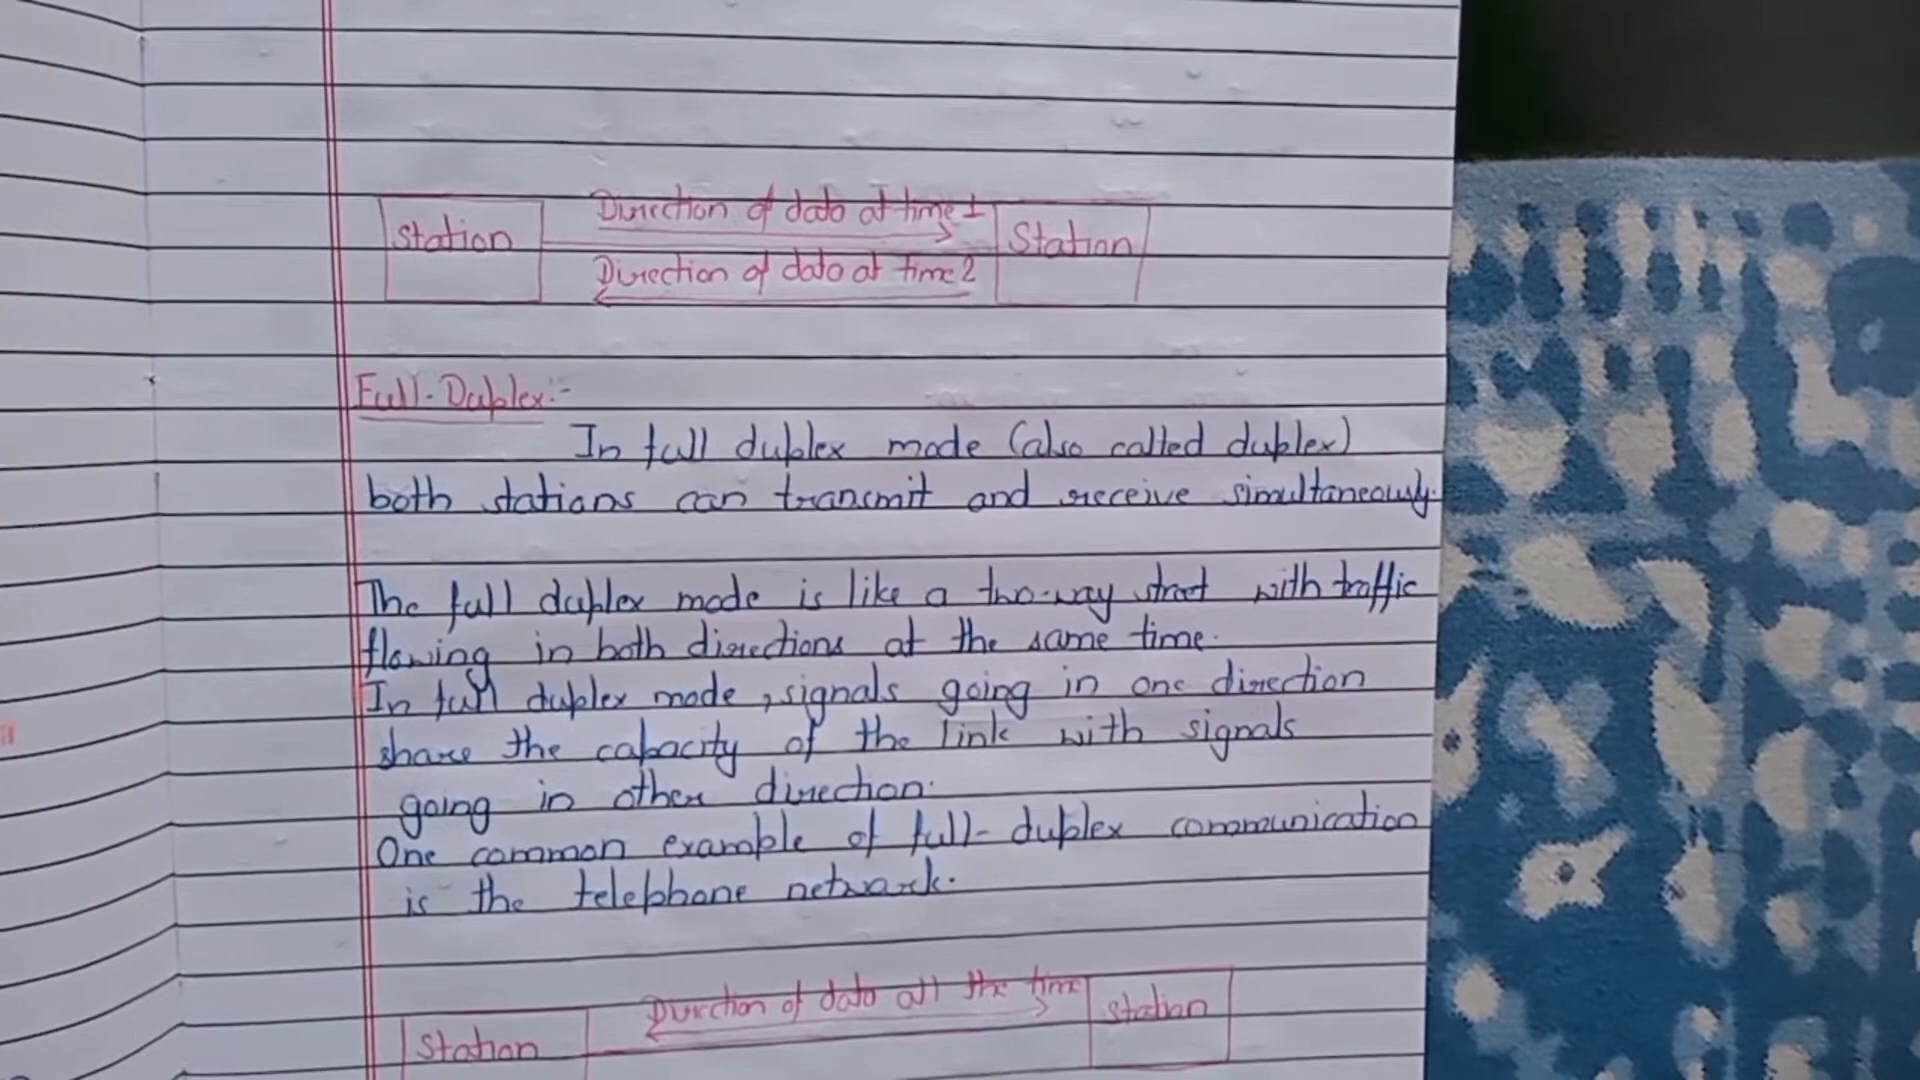 Direction of data at time 1
Station
Station
Direction of data at time 2
Full-Duplex:-
In full duplex mode (also called duplex)
both stations can transmit and receive simultaneously.
The full duplex mode is like a two-way street with traffic
flowing in both directions at the same time.
In full duplex mode, signals going in one direction
share the capacity of the link with signals
going in other direction.
One common example of full-duplex communication
is the telephone network.
Direction of data all the time
Station
Station